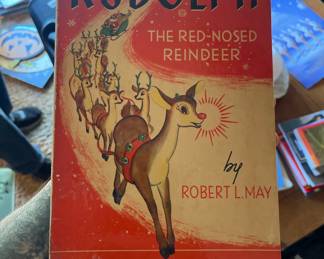 RUDOLPH
THE RED-NOSED
REINDEER
by
ROBERT L. MAY